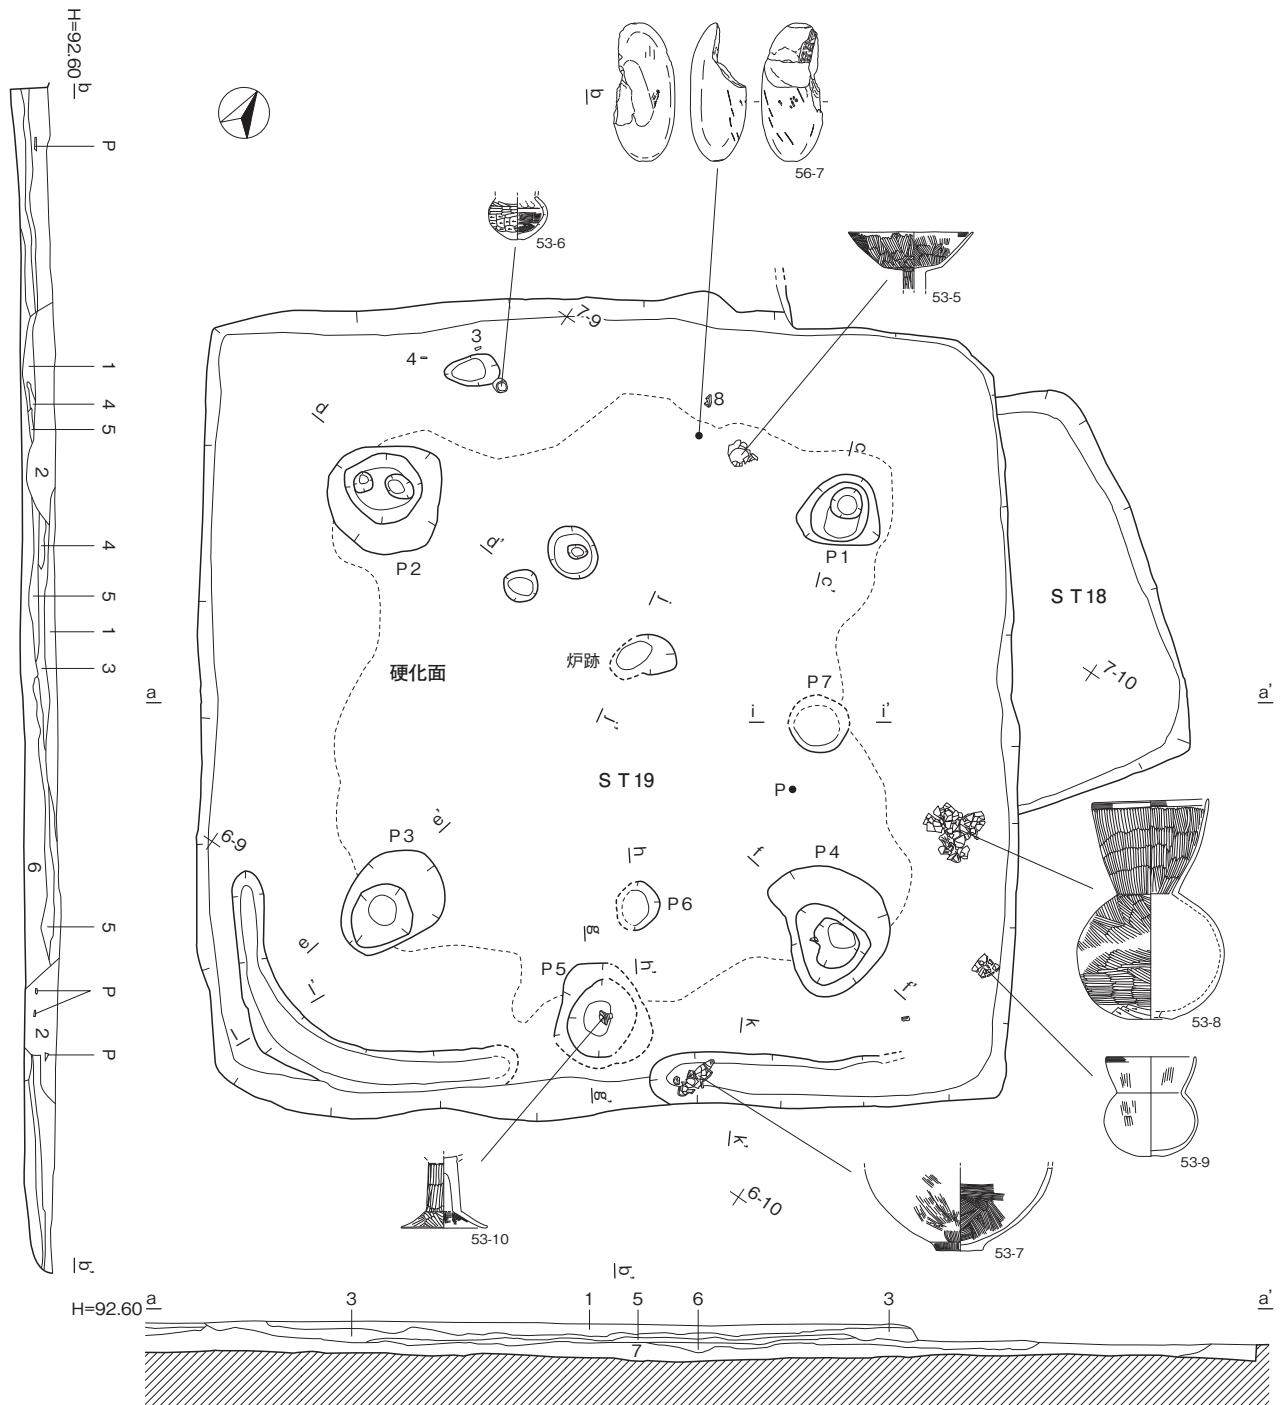 H=92.60
b
P
1
4
5
2
4
5
1
3
6
5
P
2
P
b'
b
56-7
53-6
53-5
7-9
3
4
8
d
c
P2
d'
P1
c'
ST18
j
炉跡
硬化面
7-10
P7
a
i
i'
a'
j'
ST19
P
e'
P3
h
f
P4
6-9
P6
g
e
P5
h'
l'
f'
53-8
l
k
g'
53-9
k'
6-10
53-10
53-7
b'
H=92.60
a
3
1
5
6
3
a'
7